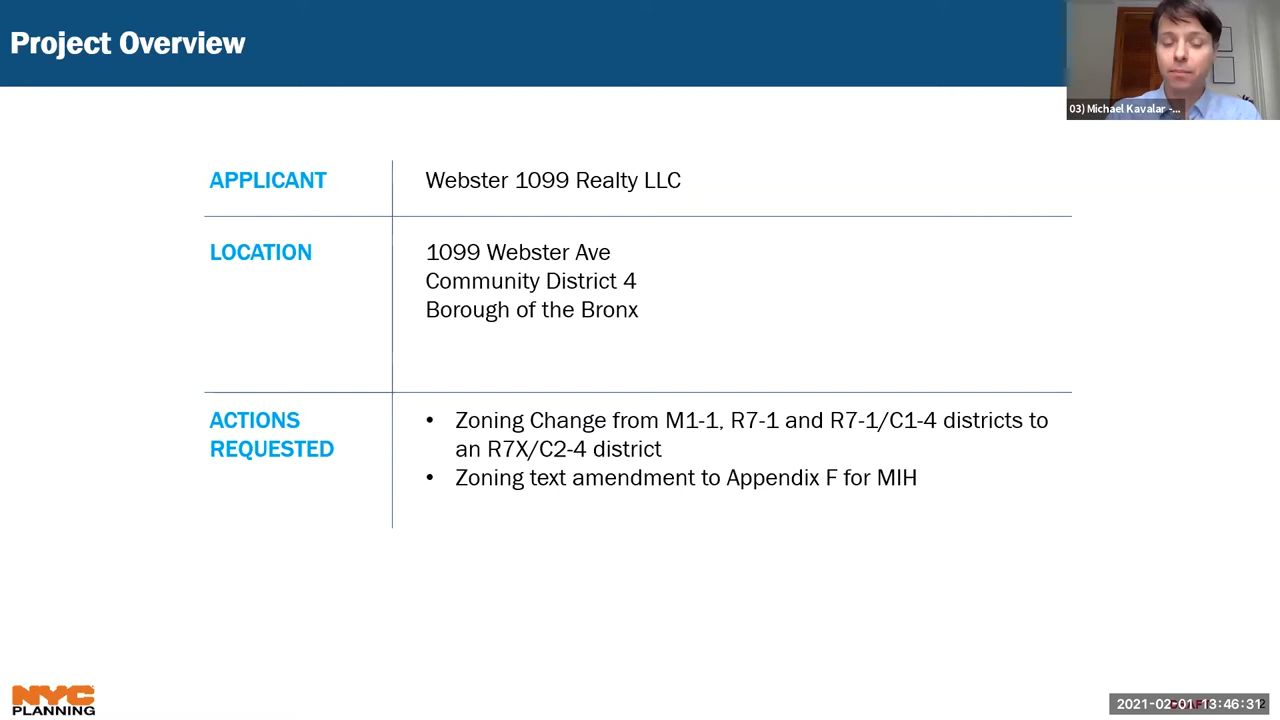 Project Overview
03) Michael Kavalar -...
APPLICANT
Webster 1099 Realty LLC
LOCATION
1099 Webster Ave
Community District 4
Borough of the Bronx
ACTIONS
REQUESTED
• Zoning Change from M1-1, R7-1 and R7-1/C1-4 districts to
an R7X/C2-4 district
• Zoning text amendment to Appendix F for MIH
NYC
PLANNING
2021-02-01 13:46:31
2